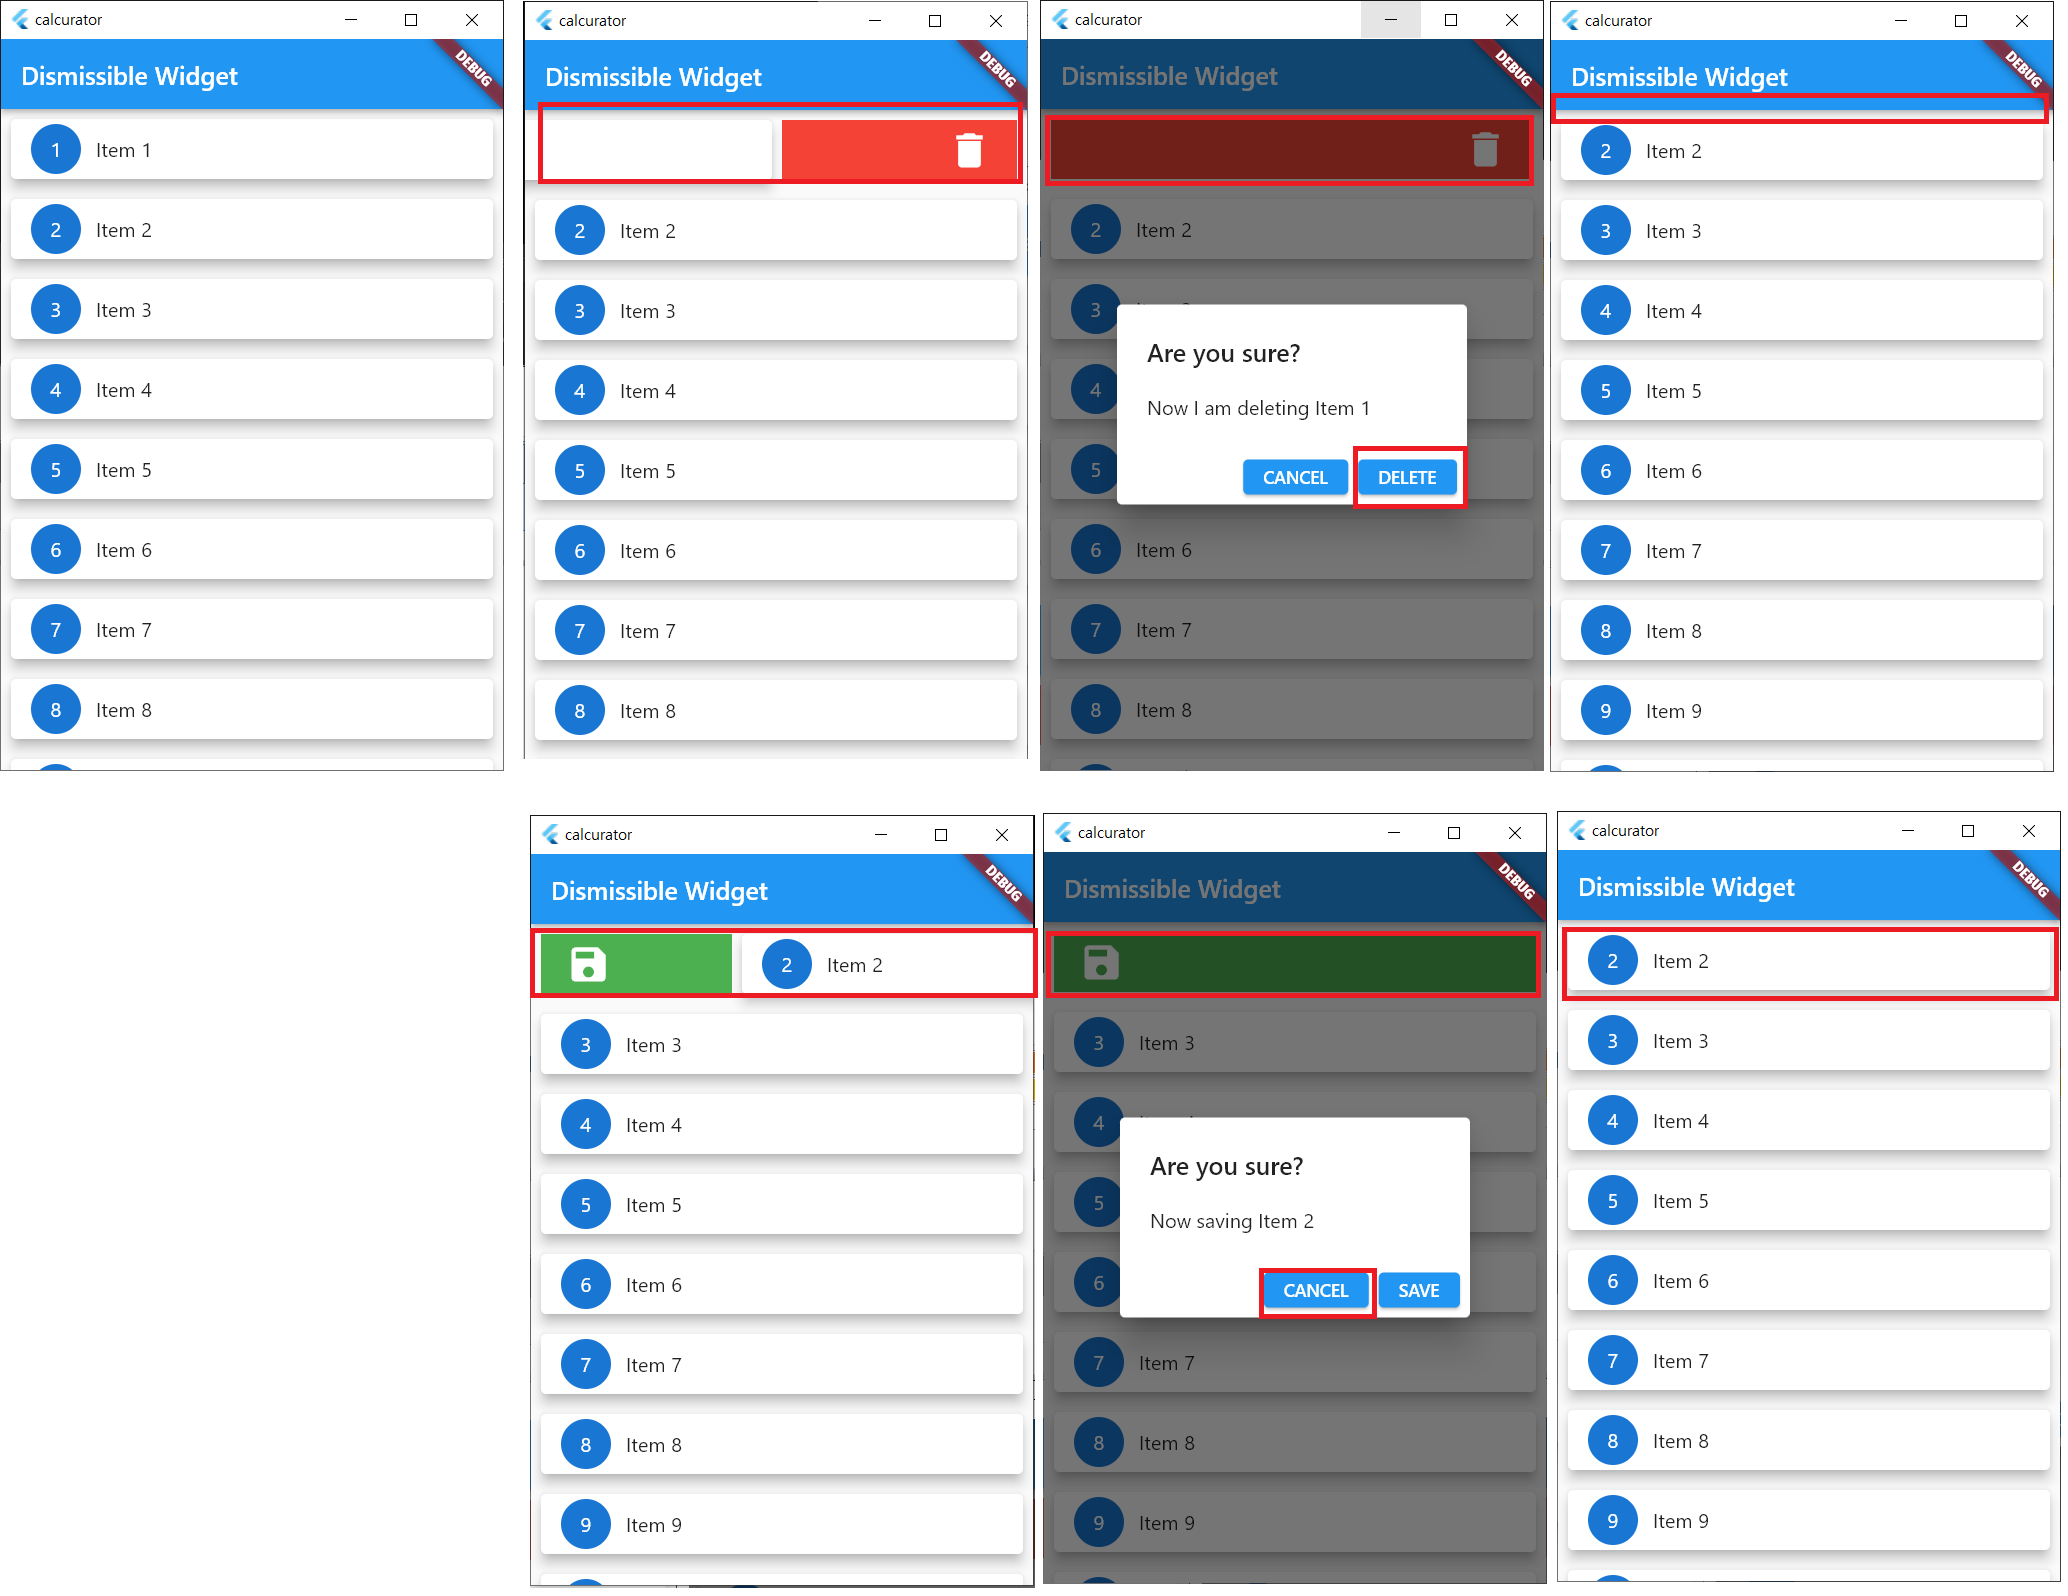 calcurator
Dismissible Widget
DEBUG
1 Item 1
2 Item 2
3 Item 3
4 Item 4
5 Item 5
6 Item 6
7 Item 7
8 Item 8
calcurator
Dismissible Widget
DEBUG
2 Item 2
3 Item 3
4 Item 4
5 Item 5
6 Item 6
7 Item 7
8 Item 8
calcurator
Dismissible Widget
DEBUG
2 Item 2
3
4
5
6 Item 6
7 Item 7
8 Item 8
Are you sure?
Now I am deleting Item 1
CANCEL DELETE
calcurator
Dismissible Widget
DEBUG
2 Item 2
3 Item 3
4 Item 4
5 Item 5
6 Item 6
7 Item 7
8 Item 8
9 Item 9
calcurator
Dismissible Widget
DEBUG
2 Item 2
3 Item 3
4 Item 4
5 Item 5
6 Item 6
7 Item 7
8 Item 8
9 Item 9
calcurator
Dismissible Widget
DEBUG
3 Item 3
4
5
6
7 Item 7
8 Item 8
9 Item 9
Are you sure?
Now saving Item 2
CANCEL SAVE
calcurator
Dismissible Widget
DEBUG
2 Item 2
3 Item 3
4 Item 4
5 Item 5
6 Item 6
7 Item 7
8 Item 8
9 Item 9